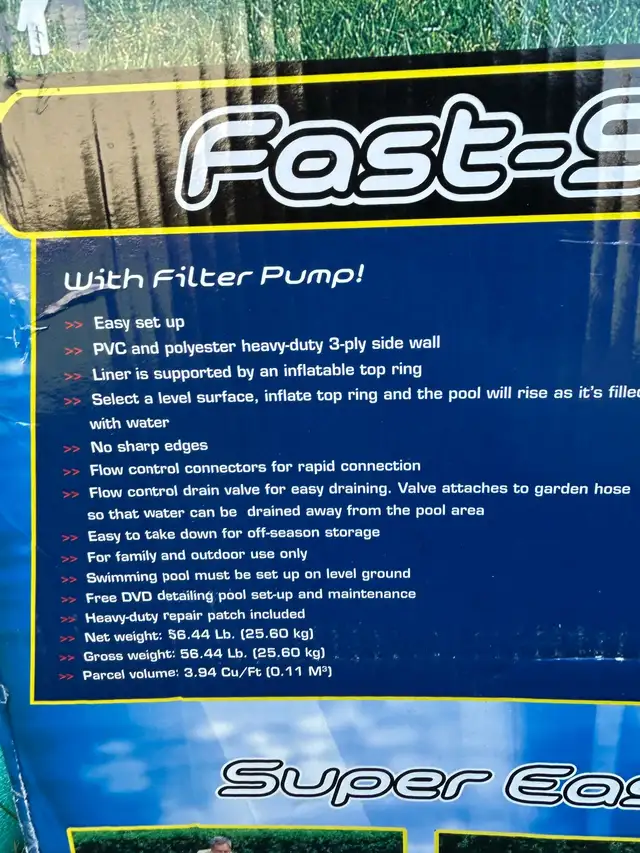 Fast-S
With Filter Pump!
>> Easy set up
>> PVC and polyester heavy-duty 3-ply side wall
>> Liner is supported by an inflatable top ring
>> Select a level surface, inflate top ring and the pool will rise as it's filled
with water
>> No sharp edges
>> Flow control connectors for rapid connection
>> Flow control drain valve for easy draining. Valve attaches to garden hose
so that water can be drained away from the pool area
>> Easy to take down for off-season storage
>> For family and outdoor use only
>> Swimming pool must be set up on level ground
>> Free DVD detailing pool set-up and maintenance
>> Heavy-duty repair patch included
>> Net weight: 56.44 Lb. (25.60 kg)
>> Gross weight: 56.44 Lb. (25.60 kg)
>> Parcel volume: 3.94 Cu/Ft (0.11 M³)
Super Eas